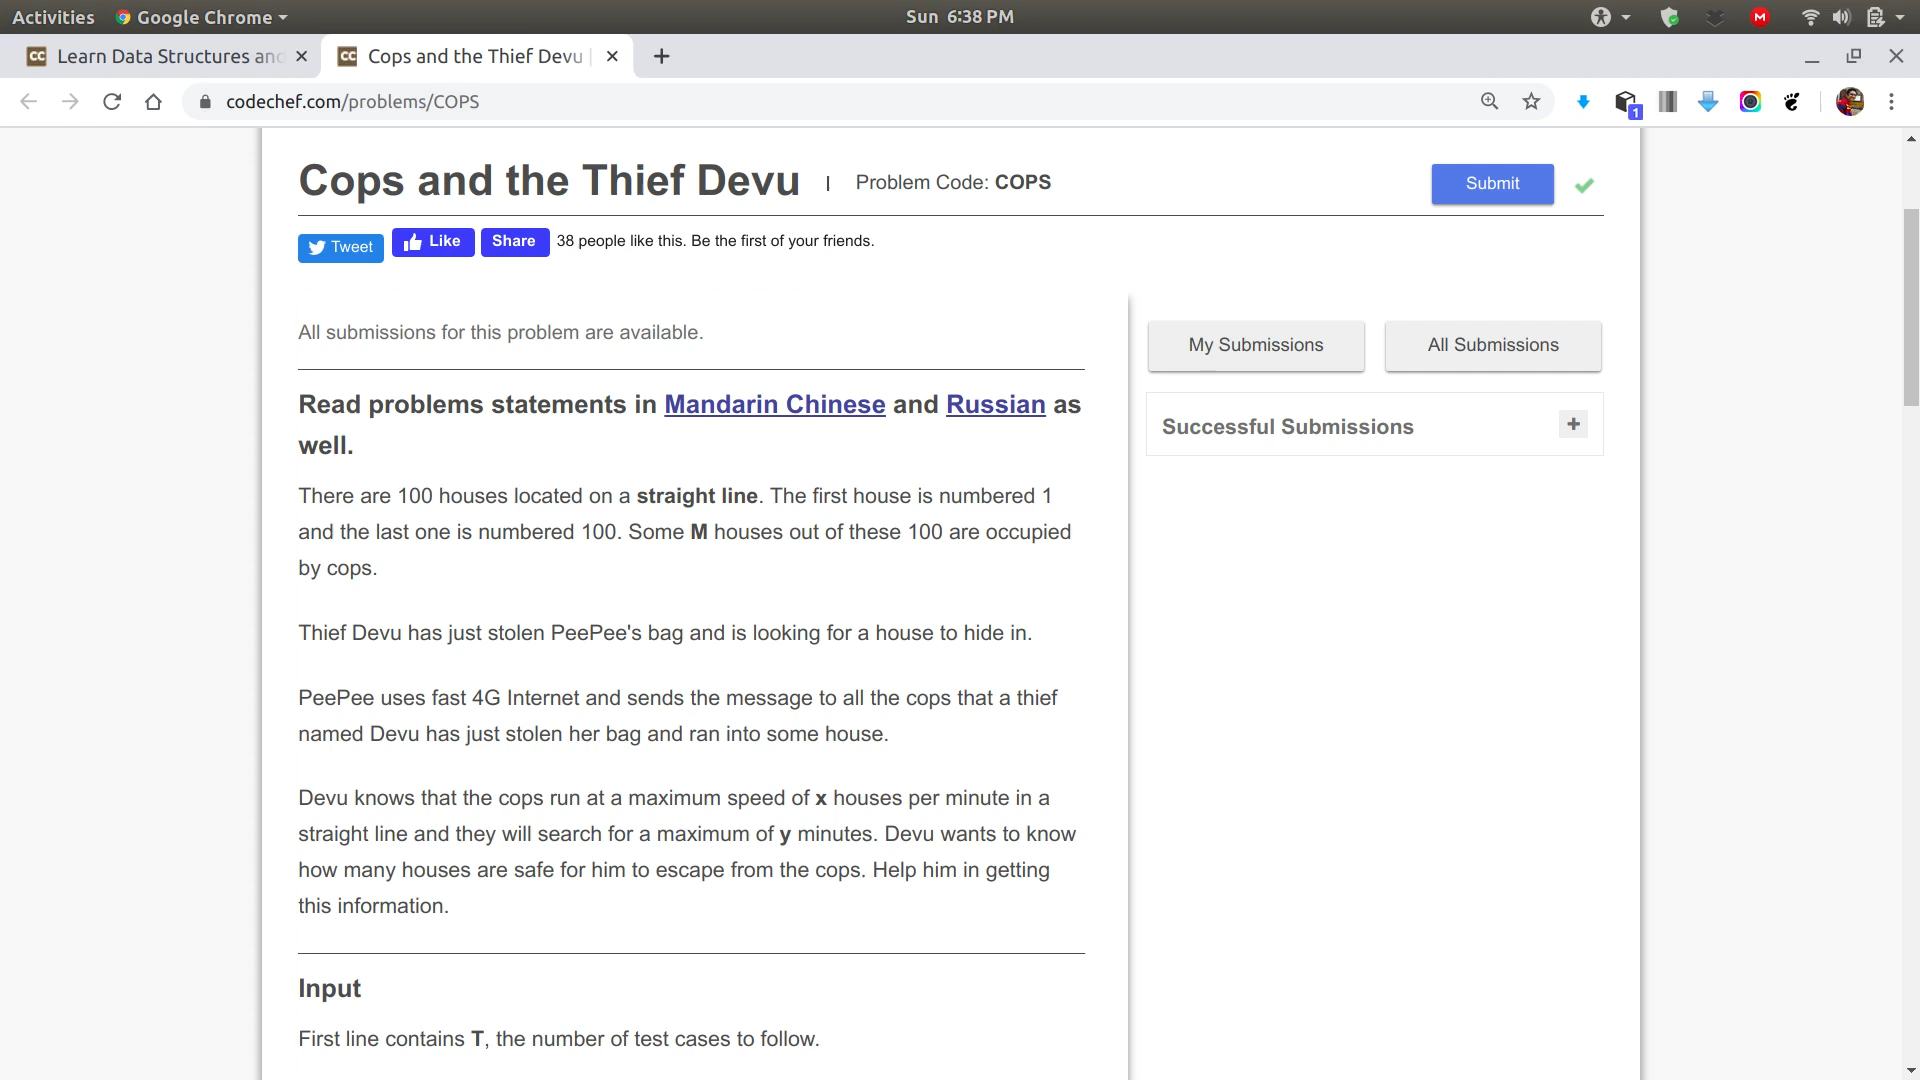 Activities Google Chrome Sun 6:38 PM M
CC Learn Data Structures and CC Cops and the Thief Devu
codechef.com/problems/COPS 1
Cops and the Thief Devu | Problem Code: COPS Submit
Tweet Like Share 38 people like this. Be the first of your friends.
All submissions for this problem are available. My Submissions All Submissions
Read problems statements in Mandarin Chinese and Russian as
well.
Successful Submissions +
There are 100 houses located on a straight line. The first house is numbered 1
and the last one is numbered 100. Some M houses out of these 100 are occupied
by cops.
Thief Devu has just stolen PeePee's bag and is looking for a house to hide in.
PeePee uses fast 4G Internet and sends the message to all the cops that a thief
named Devu has just stolen her bag and ran into some house.
Devu knows that the cops run at a maximum speed of x houses per minute in a
straight line and they will search for a maximum of y minutes. Devu wants to know
how many houses are safe for him to escape from the cops. Help him in getting
this information.
Input
First line contains T, the number of test cases to follow.